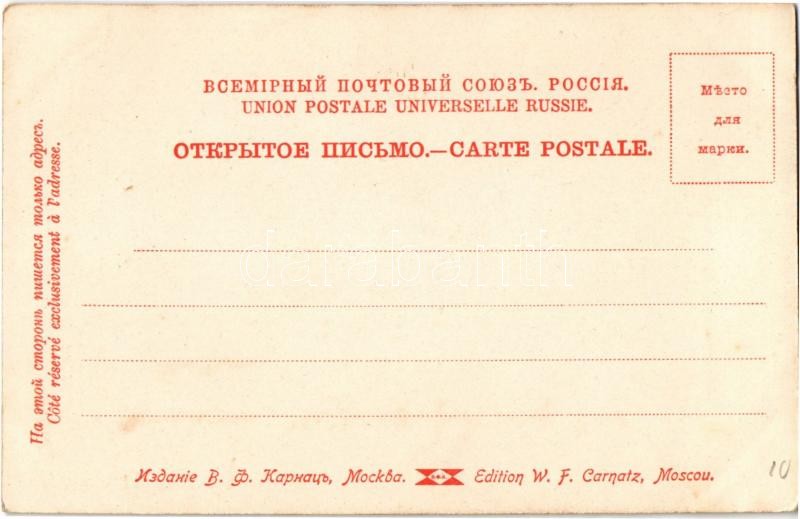 ВСЕМІРНЫЙ ПОЧТОВЫЙ СОЮЗЪ. РОССІЯ.
UNION POSTALE UNIVERSELLE RUSSIE.
ОТКРЫТОЕ ПИСЬМО.—CARTE POSTALE.
Мѣсто
для
марки.
На этой сторонѣ пишется только адресъ.
Côté réservé exclusivement à l'adresse.
darabanth
Изданіе В. Ф. Карнацъ, Москва. Edition W. F. Carnatz, Moscou.
10